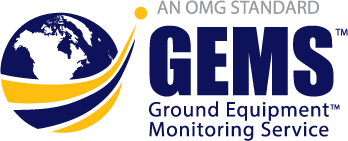 AN OMG STANDARD
GEMS™
Ground Equipment™
Monitoring Service